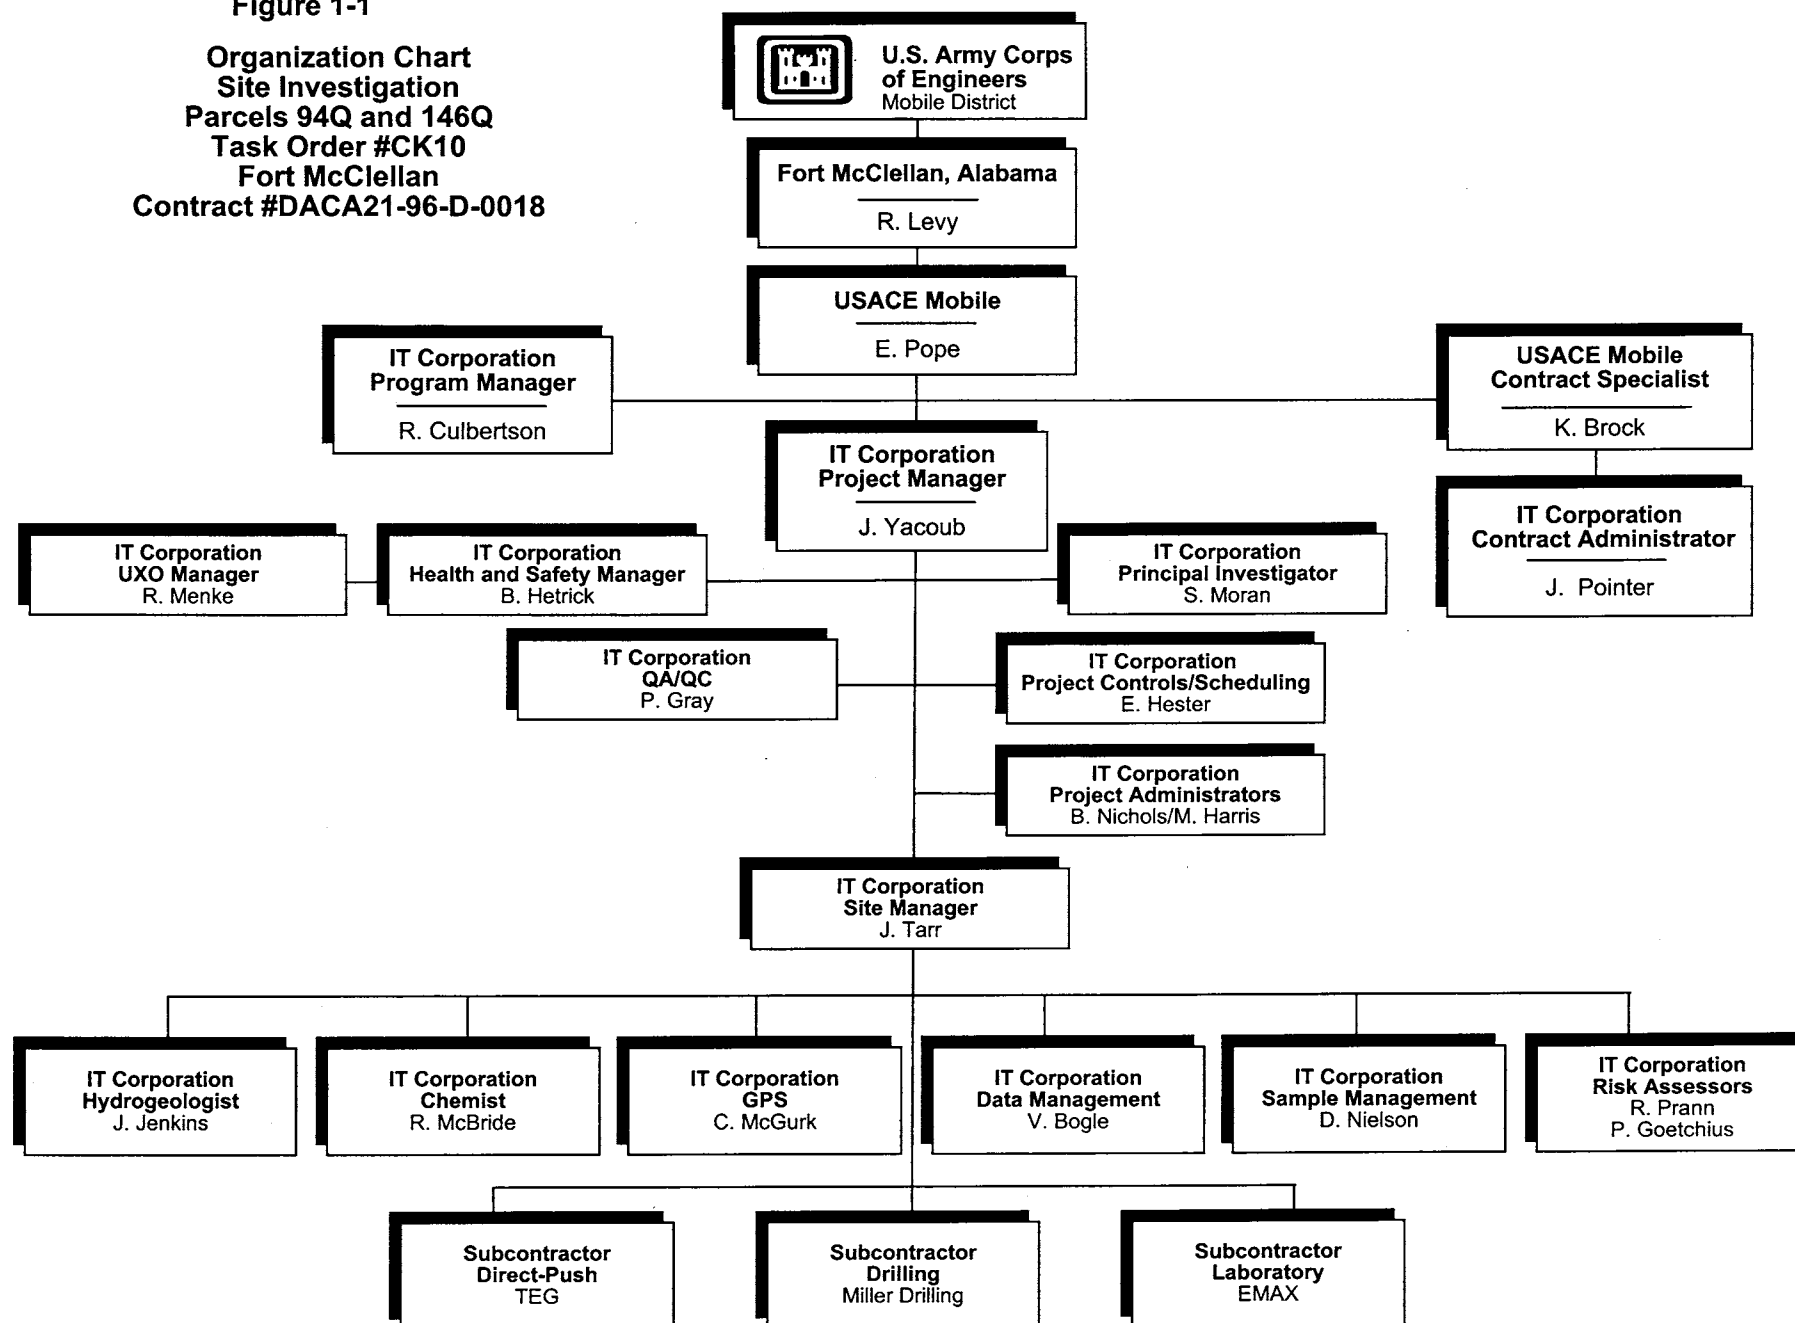 Figure 1-1
Organization Chart
Site Investigation
Parcels 94Q and 146Q
Task Order #CK10
Fort McClellan
Contract #DACA21-96-D-0018
U.S. Army Corps
of Engineers
Mobile District
Fort McClellan, Alabama
R. Levy
USACE Mobile
E. Pope
IT Corporation
Program Manager
R. Culbertson
USACE Mobile
Contract Specialist
K. Brock
IT Corporation
Project Manager
J. Yacoub
IT Corporation
Contract Administrator
J. Pointer
IT Corporation
UXO Manager
R. Menke
IT Corporation
Health and Safety Manager
B. Hetrick
IT Corporation
Principal Investigator
S. Moran
IT Corporation
QA/QC
P. Gray
IT Corporation
Project Controls/Scheduling
E. Hester
IT Corporation
Project Administrators
B. Nichols/M. Harris
IT Corporation
Site Manager
J. Tarr
IT Corporation
Hydrogeologist
J. Jenkins
IT Corporation
Chemist
R. McBride
IT Corporation
GPS
C. McGurk
IT Corporation
Data Management
V. Bogle
IT Corporation
Sample Management
D. Nielson
IT Corporation
Risk Assessors
R. Prann
P. Goetchius
Subcontractor
Direct-Push
TEG
Subcontractor
Drilling
Miller Drilling
Subcontractor
Laboratory
EMAX